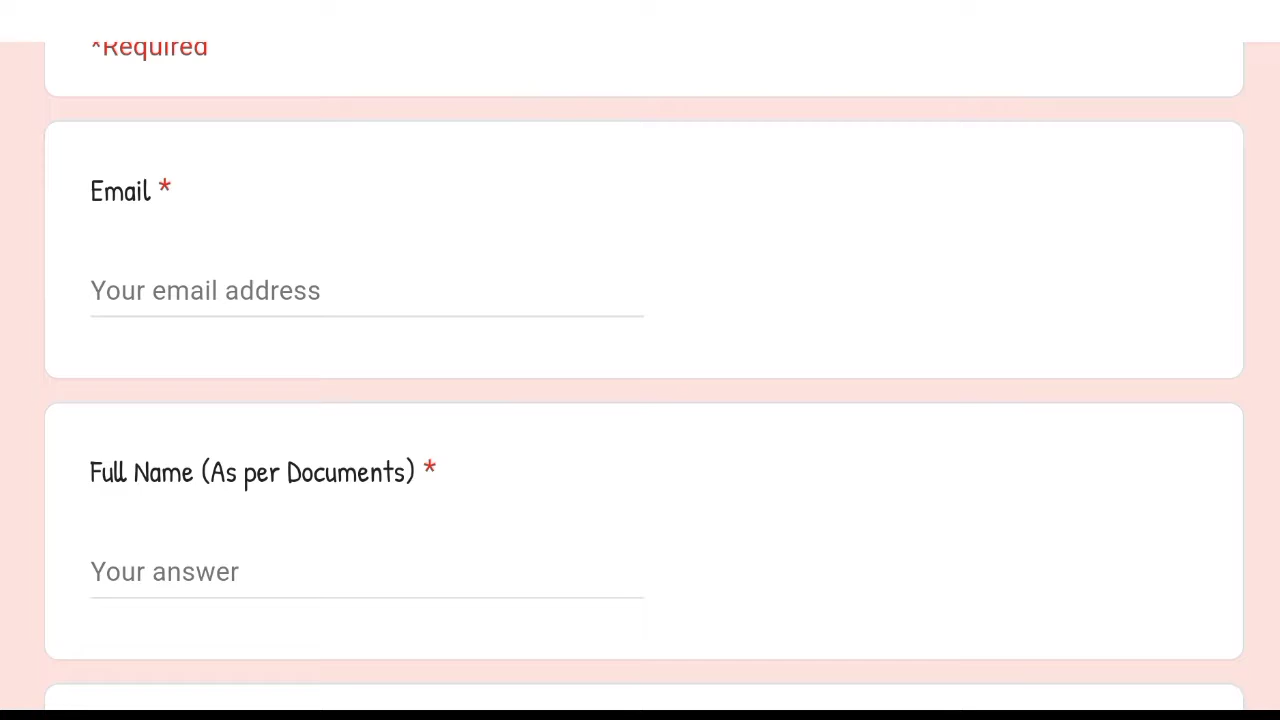 *Required
Email *
Your email address
Full Name (As per Documents) *
Your answer